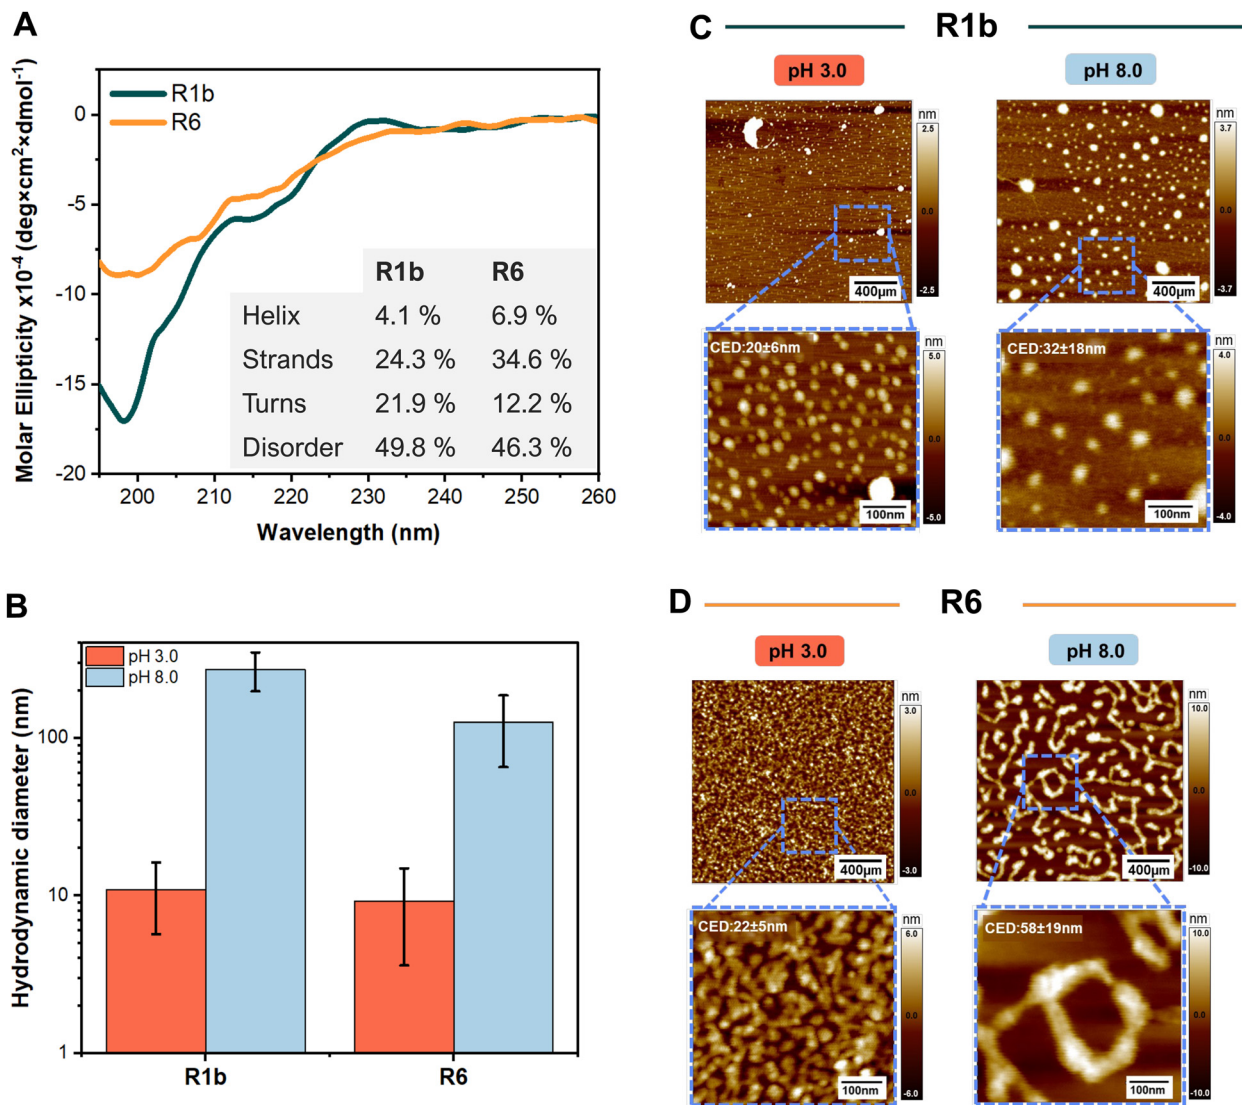 A
R1b
R6
Molar Ellipticity x10⁻⁴ (deg×cm²×dmol⁻¹)
0
-5
-10
-15
-20
R1b R6
Helix 4.1 % 6.9 %
Strands 24.3 % 34.6 %
Turns 21.9 % 12.2 %
Disorder 49.8 % 46.3 %
200 210 220 230 240 250 260
Wavelength (nm)
B
pH 3.0
pH 8.0
Hydrodynamic diameter (nm)
100
10
1
R1b R6
C R1b
pH 3.0 pH 8.0
nm
2.5
0.0
-2.5
400µm
nm
3.7
0.0
-3.7
400µm
CED:20±6nm
nm
5.0
0.0
-5.0
100nm
CED:32±18nm
nm
4.0
0.0
-4.0
100nm
D R6
pH 3.0 pH 8.0
nm
3.0
0.0
-3.0
400µm
nm
10.0
0.0
-10.0
400µm
CED:22±5nm
nm
6.0
0.0
-6.0
100nm
CED:58±19nm
nm
10.0
0.0
-10.0
100nm